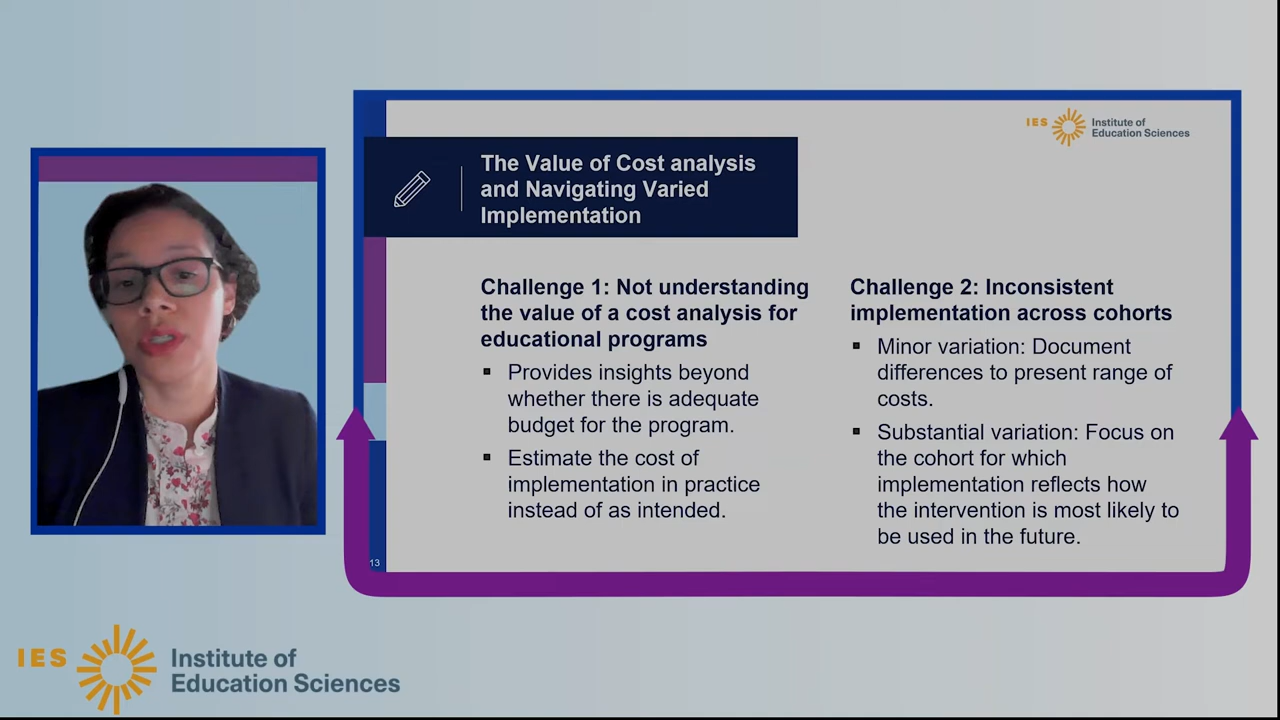 IES Institute of
Education Sciences
The Value of Cost analysis
and Navigating Varied
Implementation
Challenge 1: Not understanding
the value of a cost analysis for
educational programs
▪ Provides insights beyond
whether there is adequate
budget for the program.
▪ Estimate the cost of
implementation in practice
instead of as intended.
Challenge 2: Inconsistent
implementation across cohorts
▪ Minor variation: Document
differences to present range of
costs.
▪ Substantial variation: Focus on
the cohort for which
implementation reflects how
the intervention is most likely to
be used in the future.
13
IES Institute of
Education Sciences